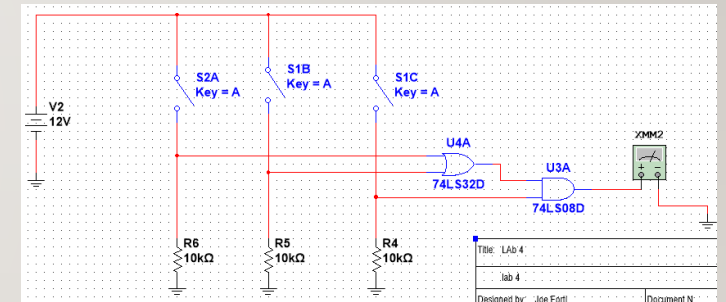 S2A
Key = A
S1B
Key = A
S1C
Key = A
V2
12V
U4A
74LS32D
XMM2
U3A
74LS08D
R6
10kΩ
R5
10kΩ
R4
10kΩ
Title: LAb 4
lab 4
Designed by: Joe
Document N